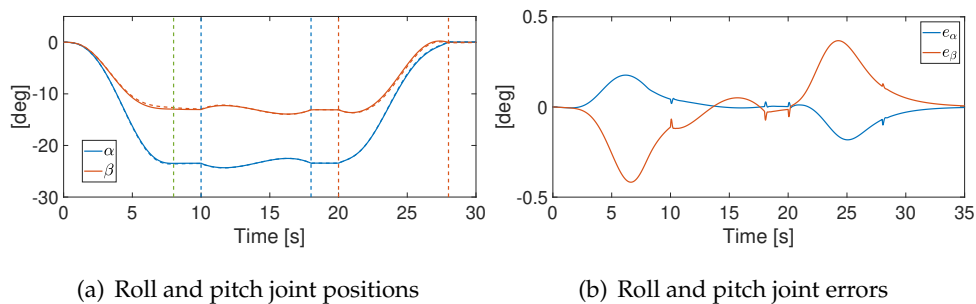 0
-10
-20
-30
[deg]
α
β
0 5 10 15 20 25 30
Time [s]
(a) Roll and pitch joint positions
0.5
0
-0.5
[deg]
eα
eβ
0 5 10 15 20 25 30 35
Time [s]
(b) Roll and pitch joint errors